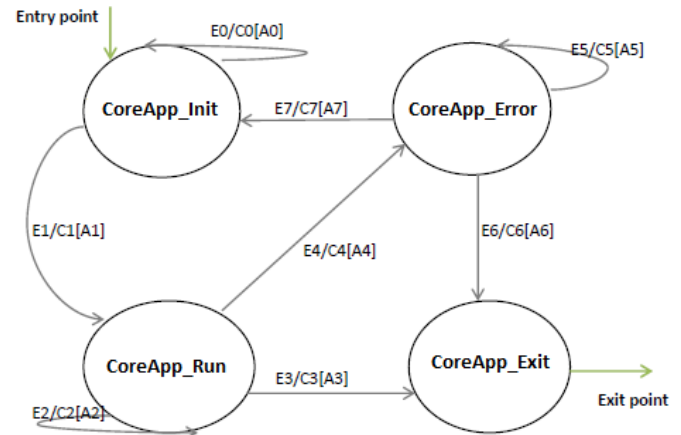 Entry point
E0/C0[A0]
E5/C5[A5]
CoreApp_Init
E7/C7[A7]
CoreApp_Error
E1/C1[A1]
E4/C4[A4]
E6/C6[A6]
CoreApp_Run
CoreApp_Exit
E3/C3[A3]
Exit point
E2/C2[A2]